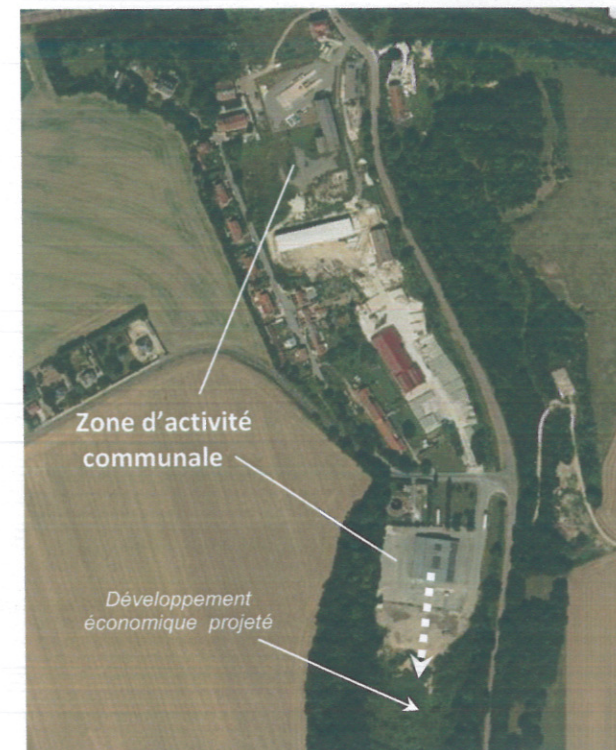 Zone d’activité
communale
Développement
économique projeté